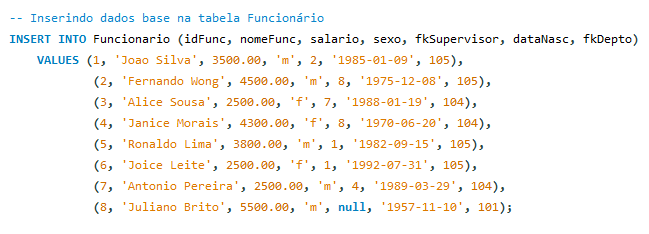 -- Inserindo dados base na tabela Funcionário
INSERT INTO Funcionario (idFunc, nomeFunc, salario, sexo, fkSupervisor, dataNasc, fkDepto)
VALUES (1, 'Joao Silva', 3500.00, 'm', 2, '1985-01-09', 105),
(2, 'Fernando Wong', 4500.00, 'm', 8, '1975-12-08', 105),
(3, 'Alice Sousa', 2500.00, 'f', 7, '1988-01-19', 104),
(4, 'Janice Morais', 4300.00, 'f', 8, '1970-06-20', 104),
(5, 'Ronaldo Lima', 3800.00, 'm', 1, '1982-09-15', 105),
(6, 'Joice Leite', 2500.00, 'f', 1, '1992-07-31', 105),
(7, 'Antonio Pereira', 2500.00, 'm', 4, '1989-03-29', 104),
(8, 'Juliano Brito', 5500.00, 'm', null, '1957-11-10', 101);